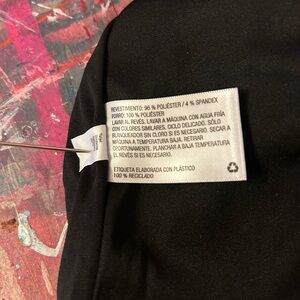 REVESTIMIENTO: 96 % POLIÉSTER / 4 % SPANDEX
FORRO: 100 % POLIÉSTER
LAVAR AL REVÉS. LAVAR A MÁQUINA CON AGUA FRÍA
CON COLORES SIMILARES. CICLO DELICADO. SÓLO
BLANQUEADOR SIN CLORO SI ES NECESARIO. SECAR A
MÁQUINA A TEMPERATURA BAJA. RETIRAR
OPORTUNAMENTE. PLANCHAR A BAJA TEMPERATURA
EL REVÉS SI ES NECESARIO.
ETIQUETA ELABORADA CON PLÁSTICO
100 % RECICLADO